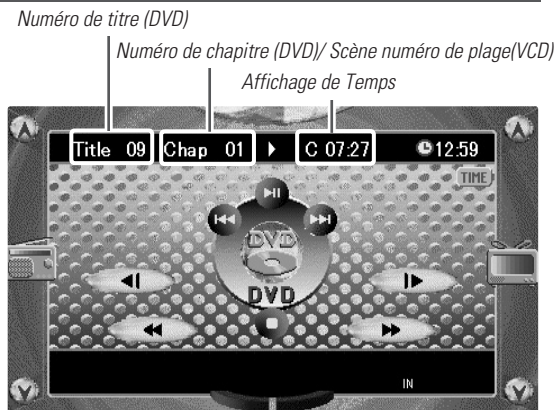 Numéro de titre (DVD)
Numéro de chapitre (DVD)/ Scène numéro de plage(VCD)
Affichage de Temps
Title 09 Chap 01 C 07:27 12:59
TIME
DVD
DVD
IN